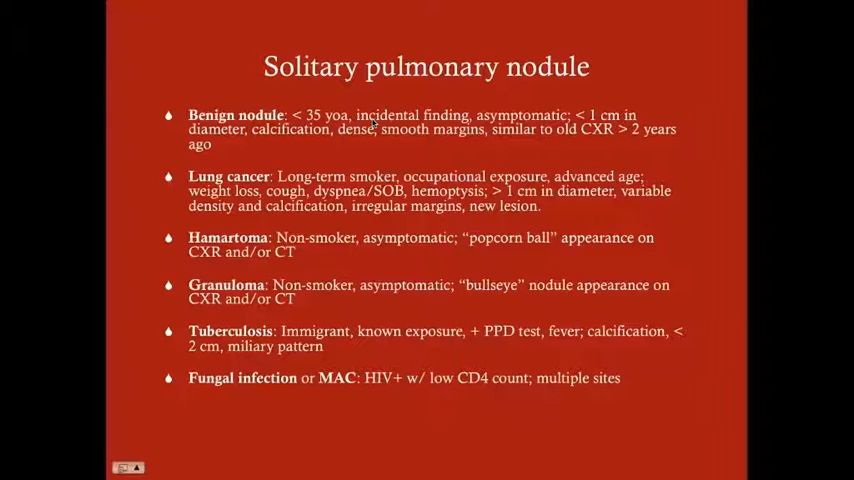 Solitary pulmonary nodule
Benign nodule: < 35 yoa, incidental finding, asymptomatic; < 1 cm in
diameter, calcification, dense, smooth margins, similar to old CXR > 2 years
ago
Lung cancer: Long-term smoker, occupational exposure, advanced age;
weight loss, cough, dyspnea/SOB, hemoptysis; > 1 cm in diameter, variable
density and calcification, irregular margins, new lesion.
Hamartoma: Non-smoker, asymptomatic; “popcorn ball” appearance on
CXR and/or CT
Granuloma: Non-smoker, asymptomatic; “bullseye” nodule appearance on
CXR and/or CT
Tuberculosis: Immigrant, known exposure, + PPD test, fever; calcification, <
2 cm, miliary pattern
Fungal infection or MAC: HIV+ w/ low CD4 count; multiple sites